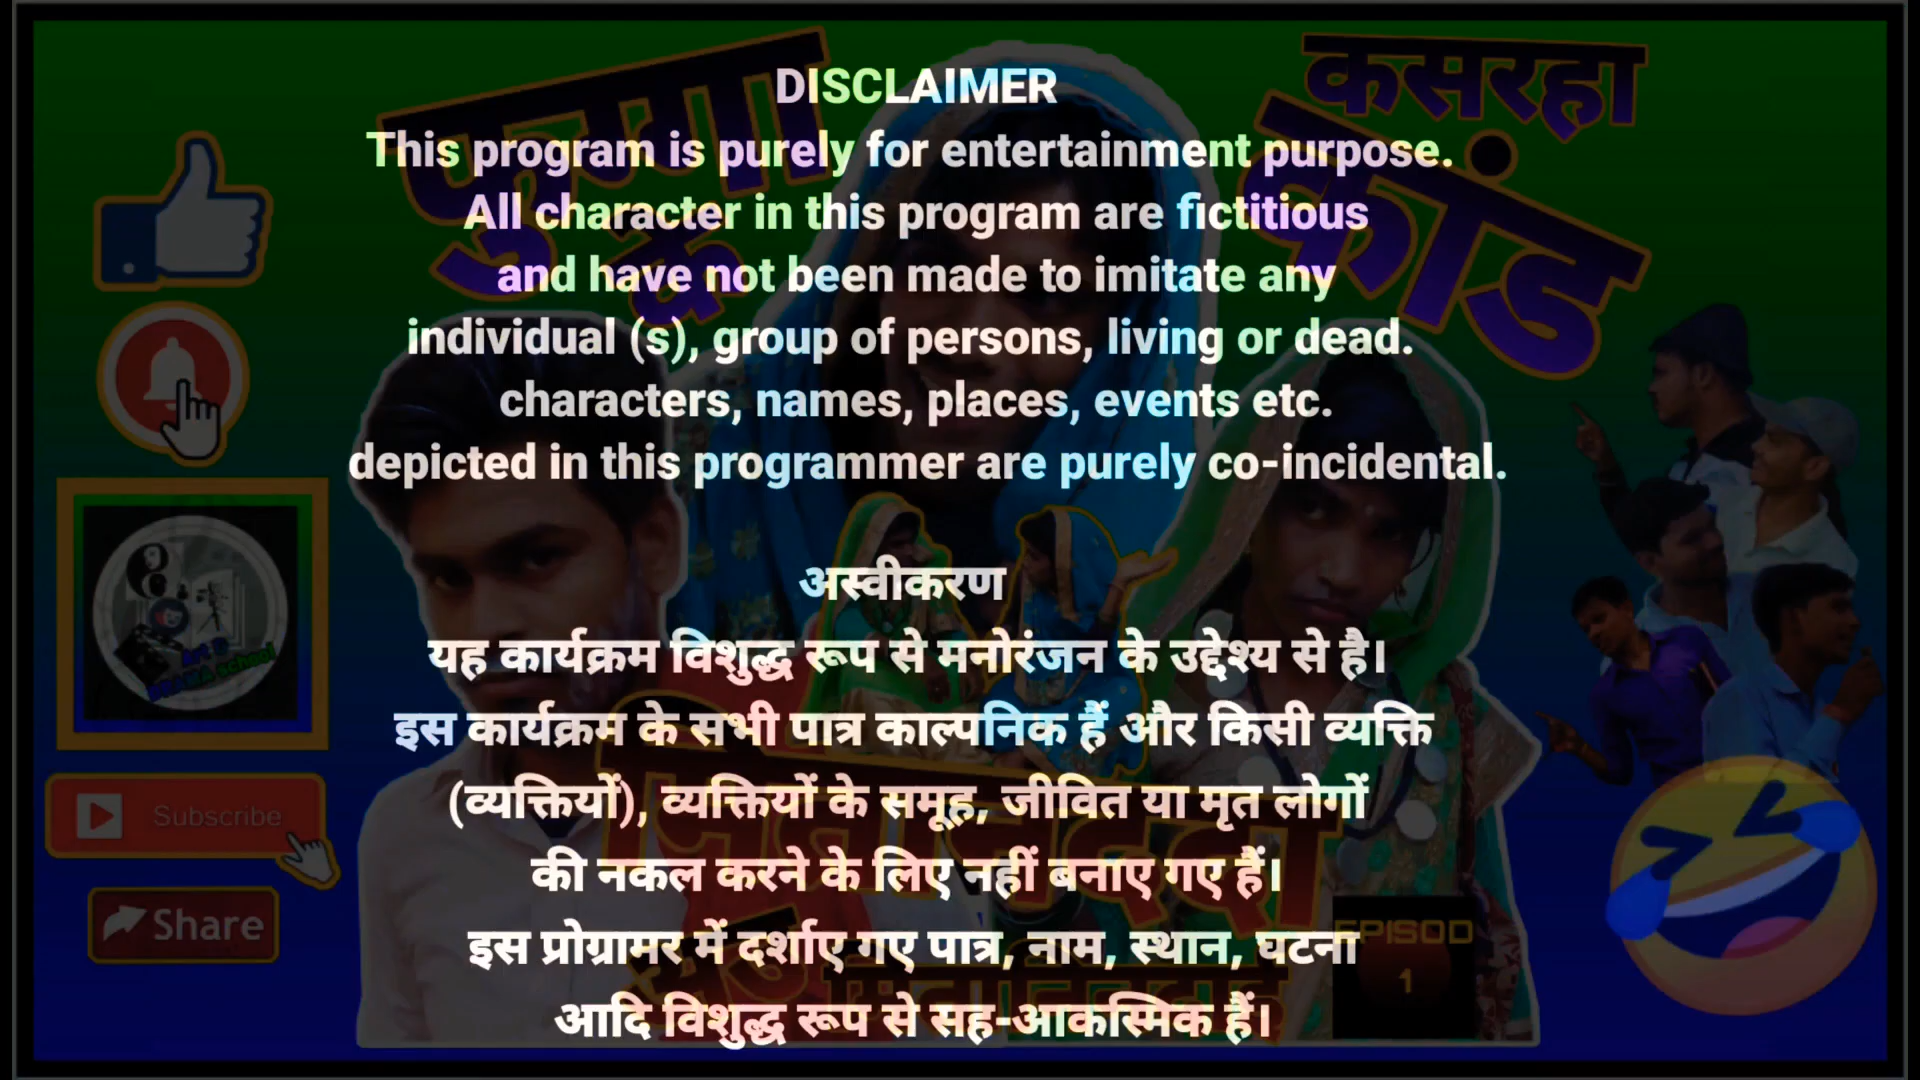 DISCLAIMER
This program is purely for entertainment purpose.
All character in this program are fictitious
and have not been made to imitate any
individual (s), group of persons, living or dead.
characters, names, places, events etc.
depicted in this programmer are purely co-incidental.
अस्वीकरण
यह कार्यक्रम विशुद्ध रूप से मनोरंजन के उद्देश्य से है।
इस कार्यक्रम के सभी पात्र काल्पनिक हैं और किसी व्यक्ति
(व्यक्तियों), व्यक्तियों के समूह, जीवित या मृत लोगों
की नकल करने के लिए नहीं बनाए गए हैं।
इस प्रोग्रामर में दर्शाए गए पात्र, नाम, स्थान, घटना
आदि विशुद्ध रूप से सह-आकस्मिक हैं।
फुग्गा
के
कसरहा
कांड
Subscribe
Share
EPISOD
1